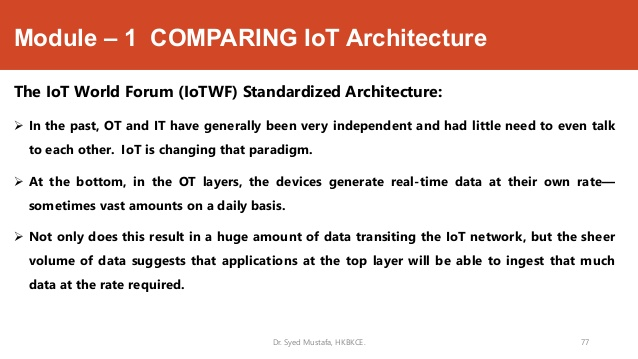 Module – 1 COMPARING IoT Architecture
The IoT World Forum (IoTWF) Standardized Architecture:
➢ In the past, OT and IT have generally been very independent and had little need to even talk
to each other. IoT is changing that paradigm.
➢ At the bottom, in the OT layers, the devices generate real-time data at their own rate—
sometimes vast amounts on a daily basis.
➢ Not only does this result in a huge amount of data transiting the IoT network, but the sheer
volume of data suggests that applications at the top layer will be able to ingest that much
data at the rate required.
Dr. Syed Mustafa, HKBKCE. 77